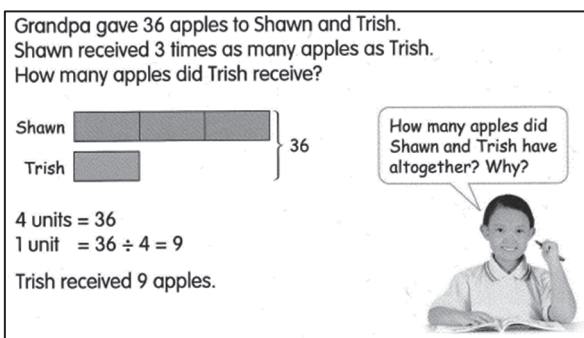 Grandpa gave 36 apples to Shawn and Trish.
Shawn received 3 times as many apples as Trish.
How many apples did Trish receive?
Shawn
Trish
36
How many apples did
Shawn and Trish have
altogether? Why?
4 units = 36
1 unit = 36 ÷ 4 = 9
Trish received 9 apples.